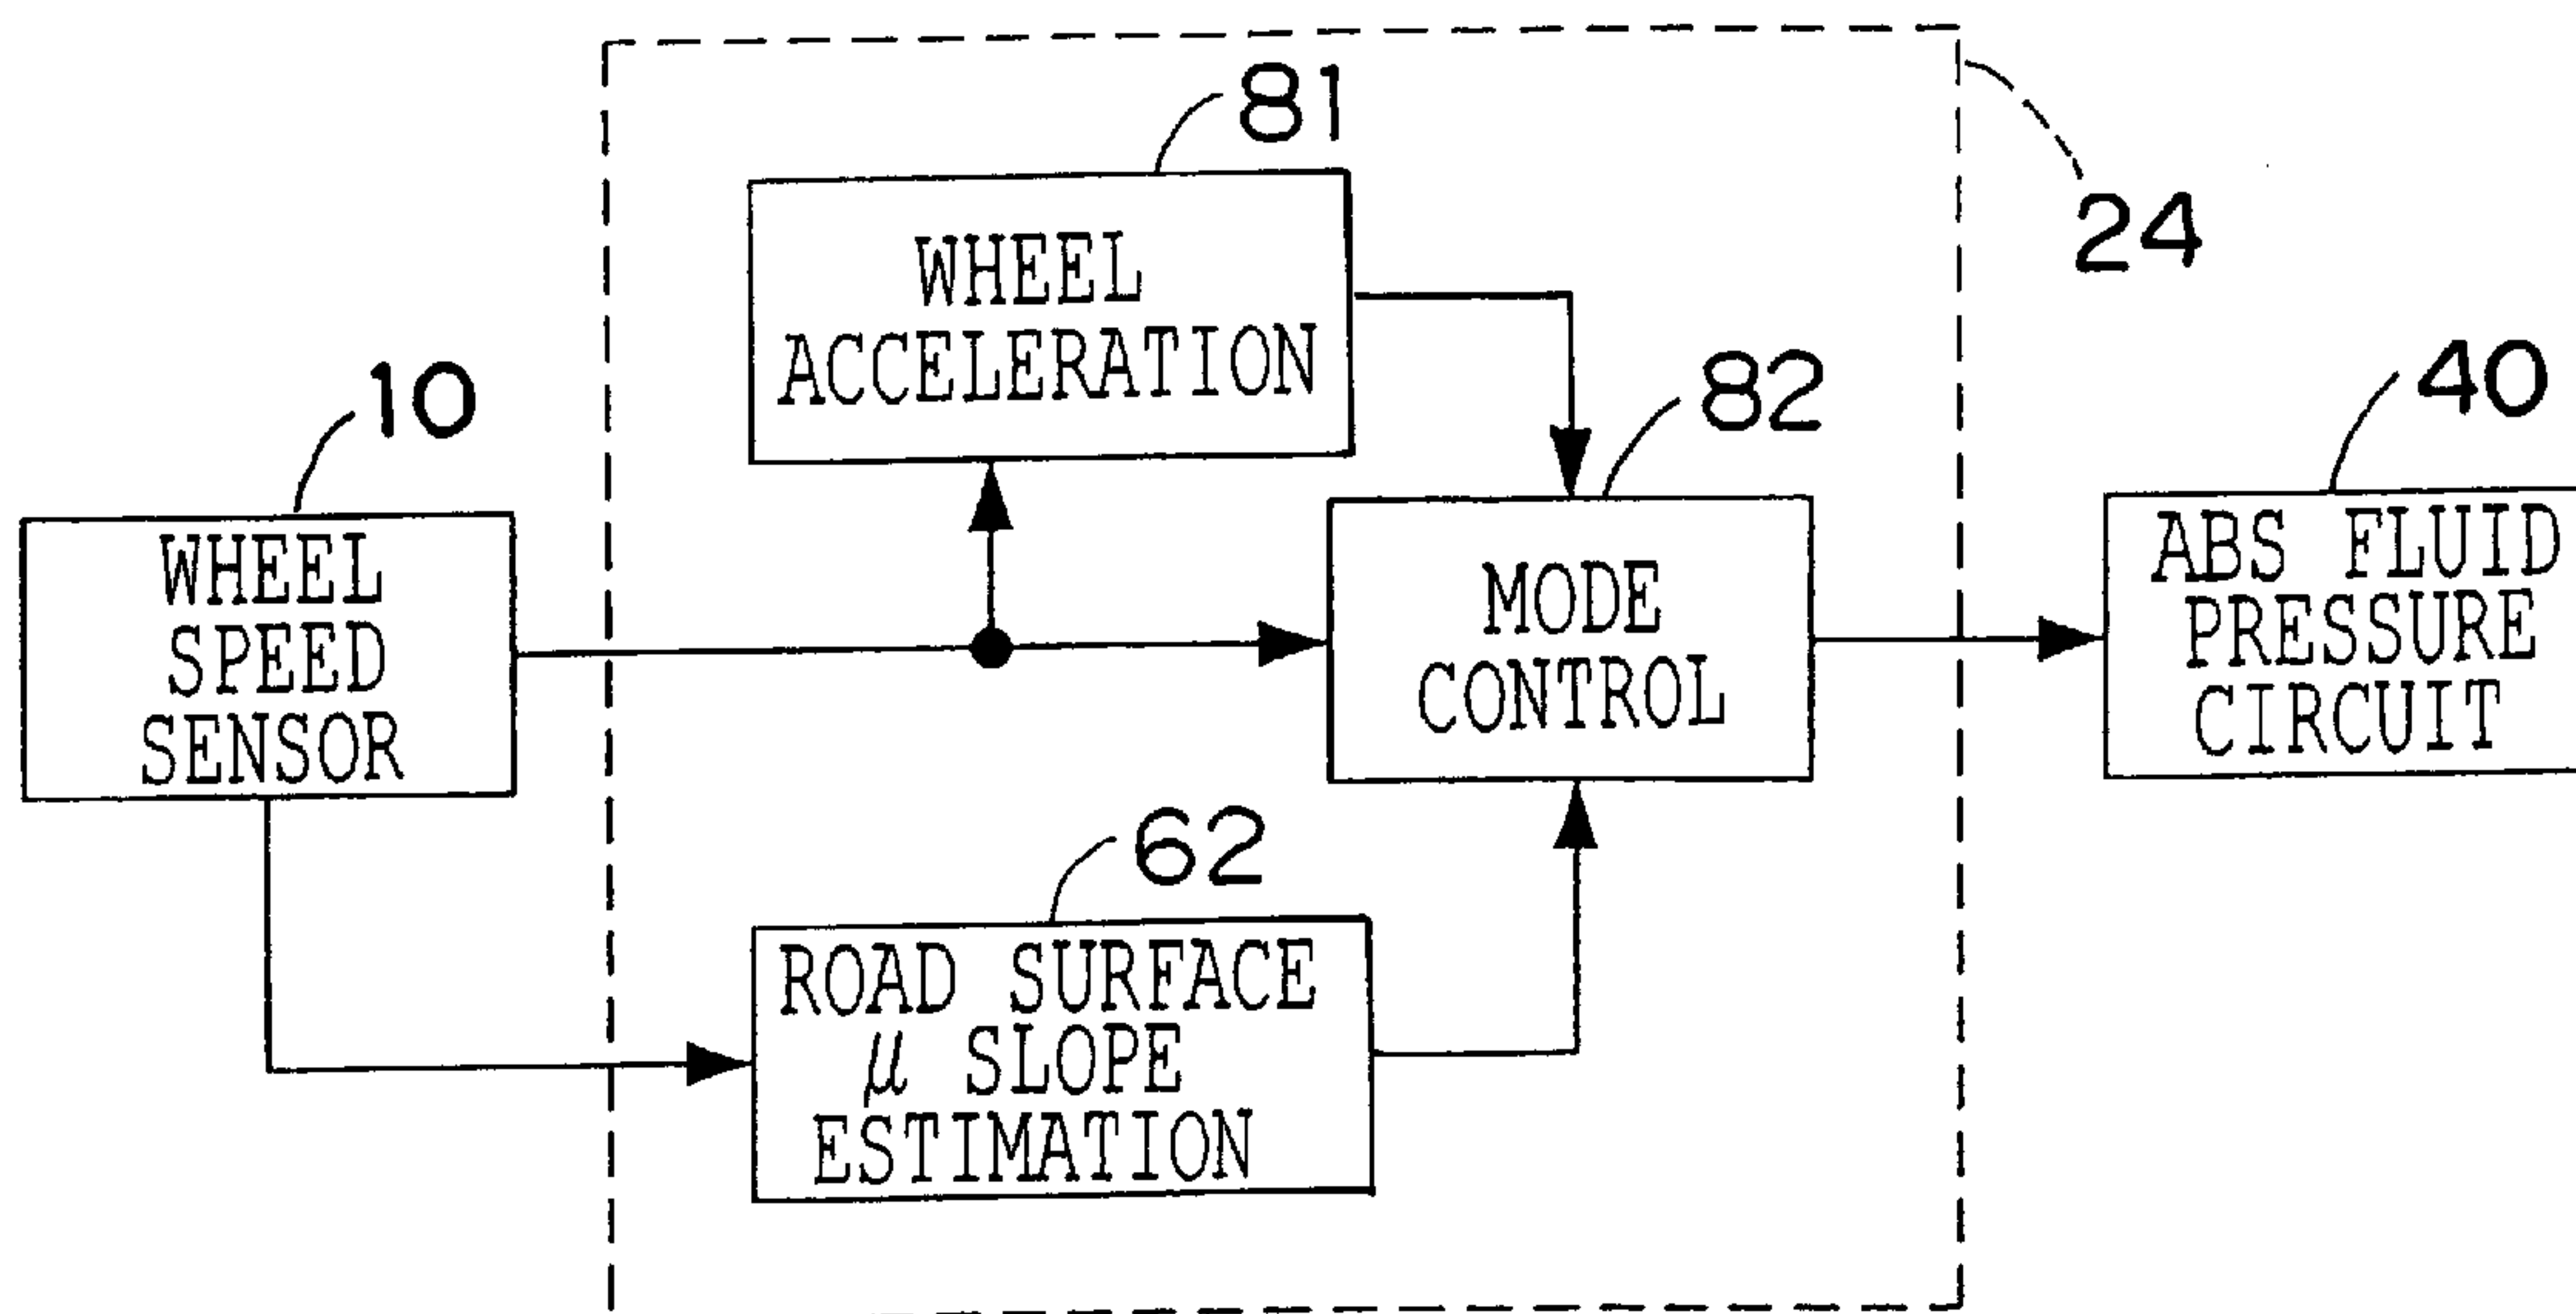 81
WHEEL
ACCELERATION
24
10
WHEEL
SPEED
SENSOR
82
MODE
CONTROL
40
ABS FLUID
PRESSURE
CIRCUIT
62
ROAD SURFACE
μ SLOPE
ESTIMATION